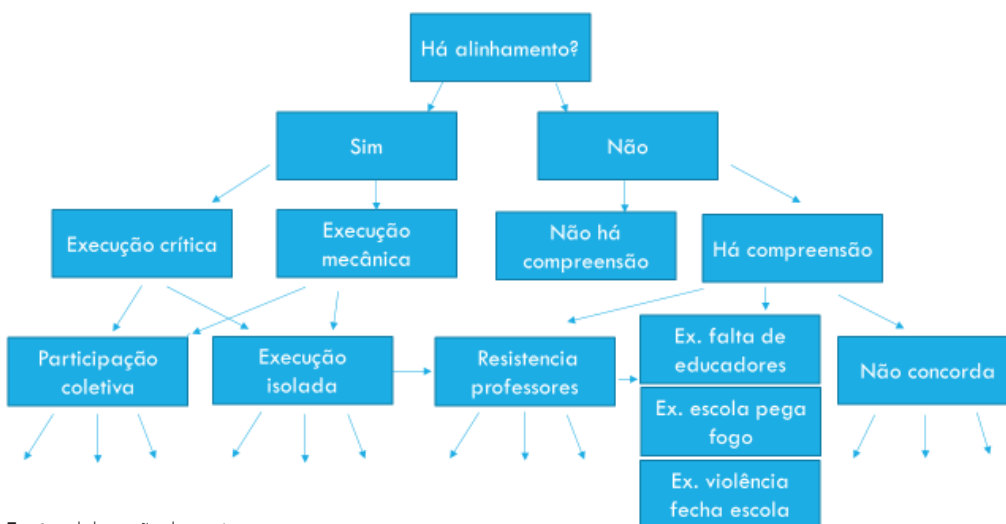 Há alinhamento?
Sim
Não
Execução crítica
Execução
mecânica
Não há
compreensão
Há compreensão
Participação
coletiva
Execução
isolada
Resistencia
professores
Ex. falta de
educadores
Ex. escola pega
fogo
Ex. violência
fecha escola
Não concorda